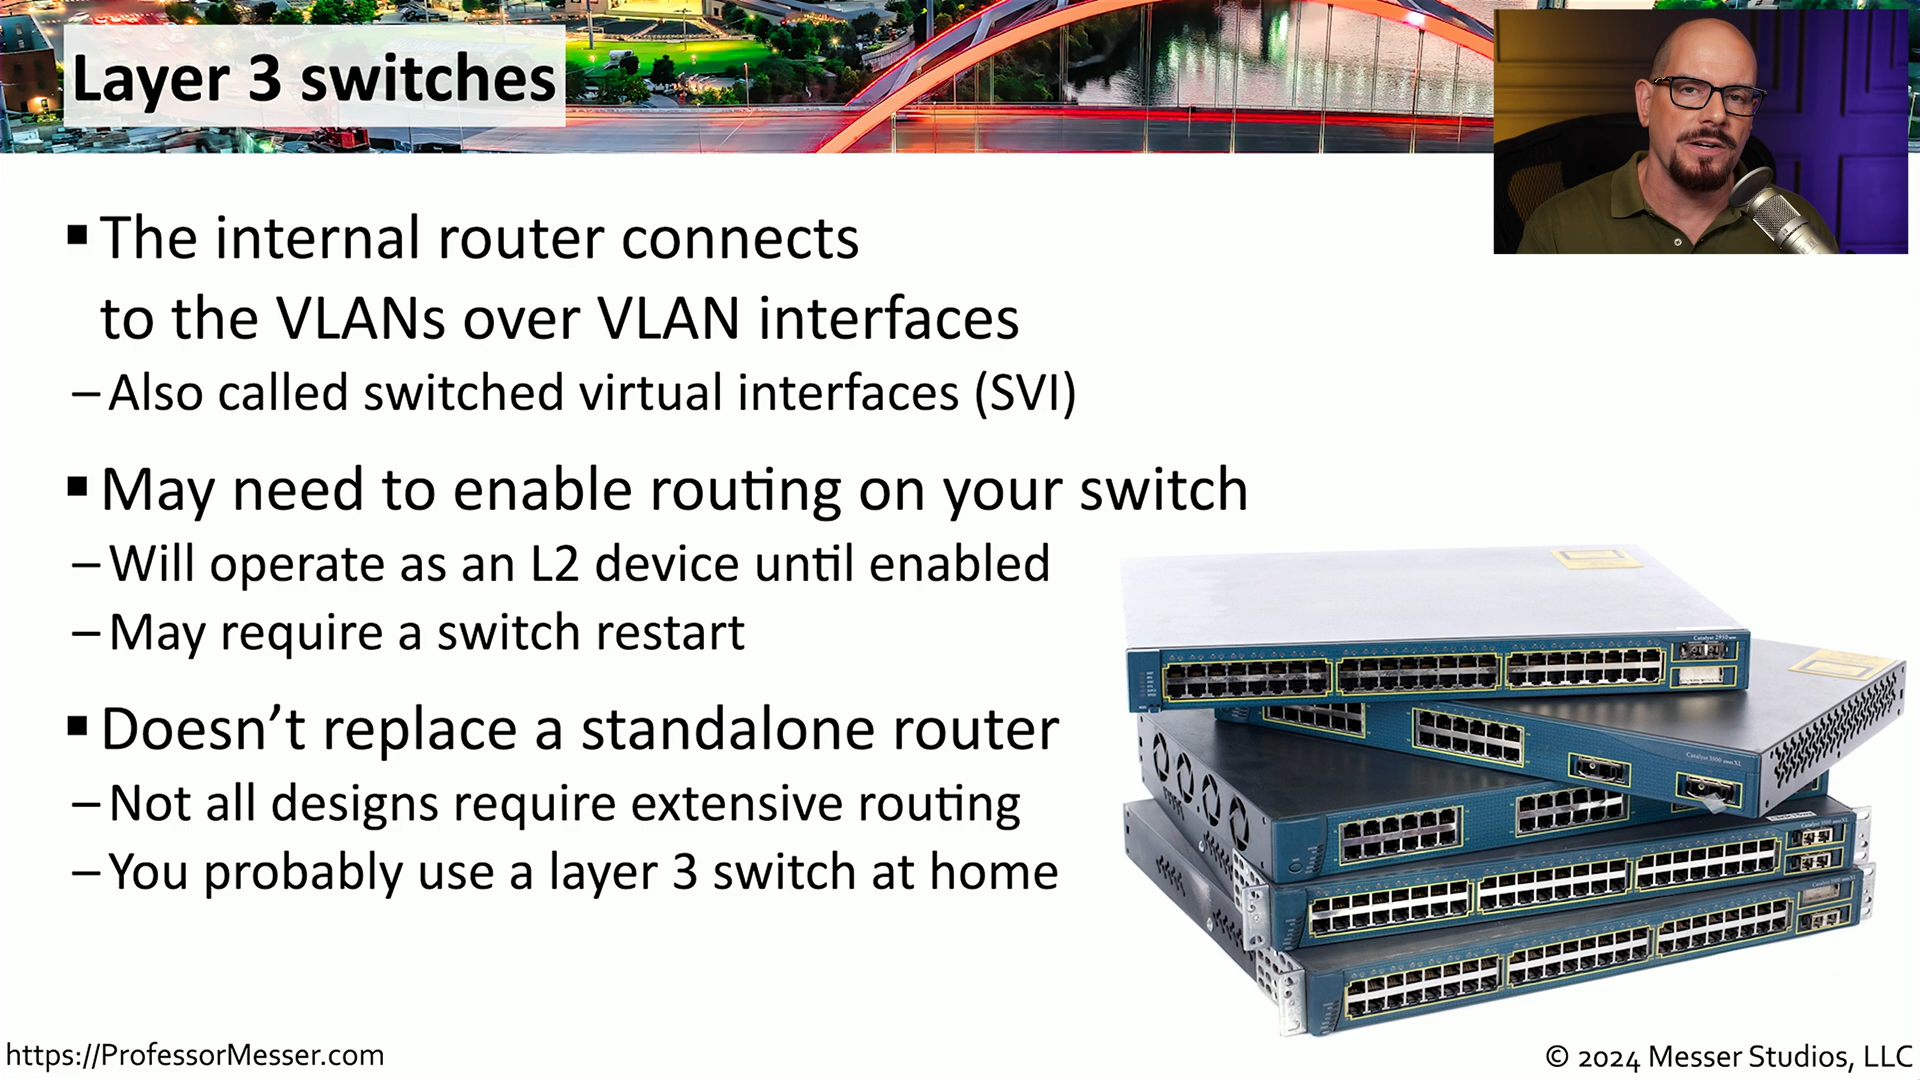 Layer 3 switches
▪ The internal router connects
to the VLANs over VLAN interfaces
– Also called switched virtual interfaces (SVI)
▪ May need to enable routing on your switch
– Will operate as an L2 device until enabled
– May require a switch restart
▪ Doesn’t replace a standalone router
– Not all designs require extensive routing
– You probably use a layer 3 switch at home
Catalyst 2950
https://ProfessorMesser.com
© 2024 Messer Studios, LLC